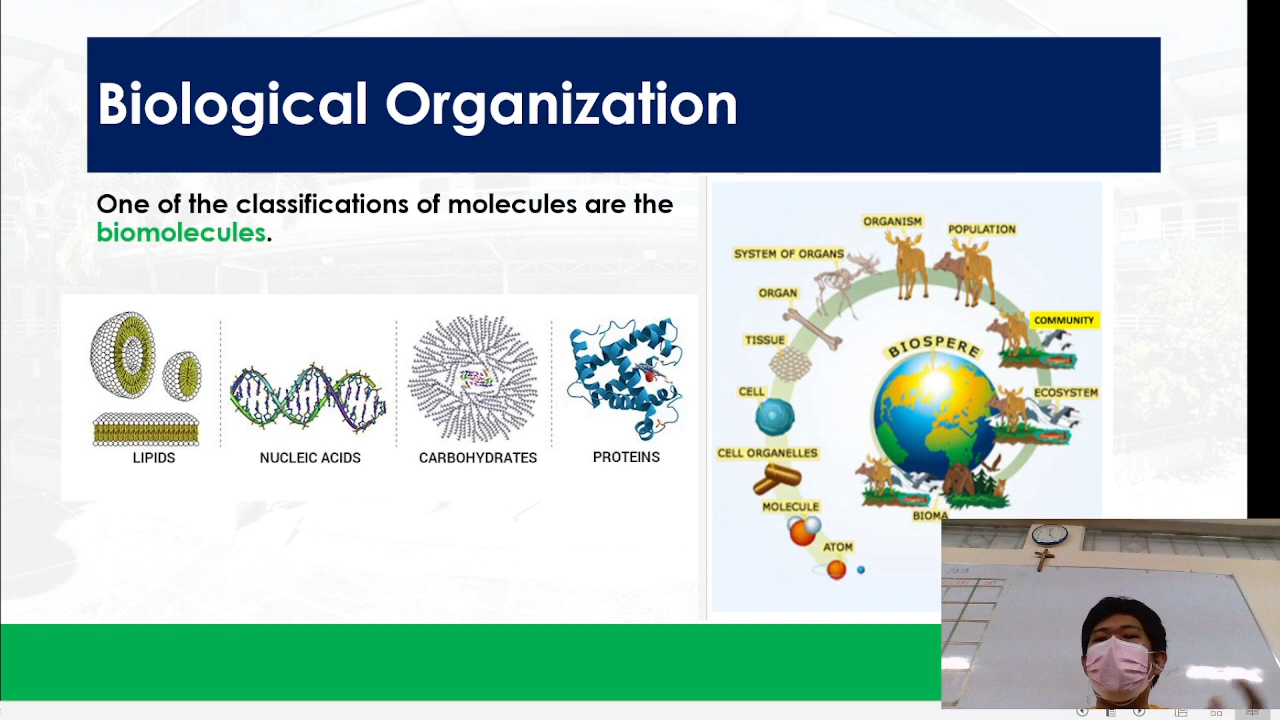 Biological Organization
One of the classifications of molecules are the
biomolecules.
LIPIDS
NUCLEIC ACIDS
CARBOHYDRATES
PROTEINS
ORGANISM
POPULATION
SYSTEM OF ORGANS
ORGAN
COMMUNITY
TISSUE
BIOSPERE
CELL
ECOSYSTEM
CELL ORGANELLES
MOLECULE
BIOMA
ATOM